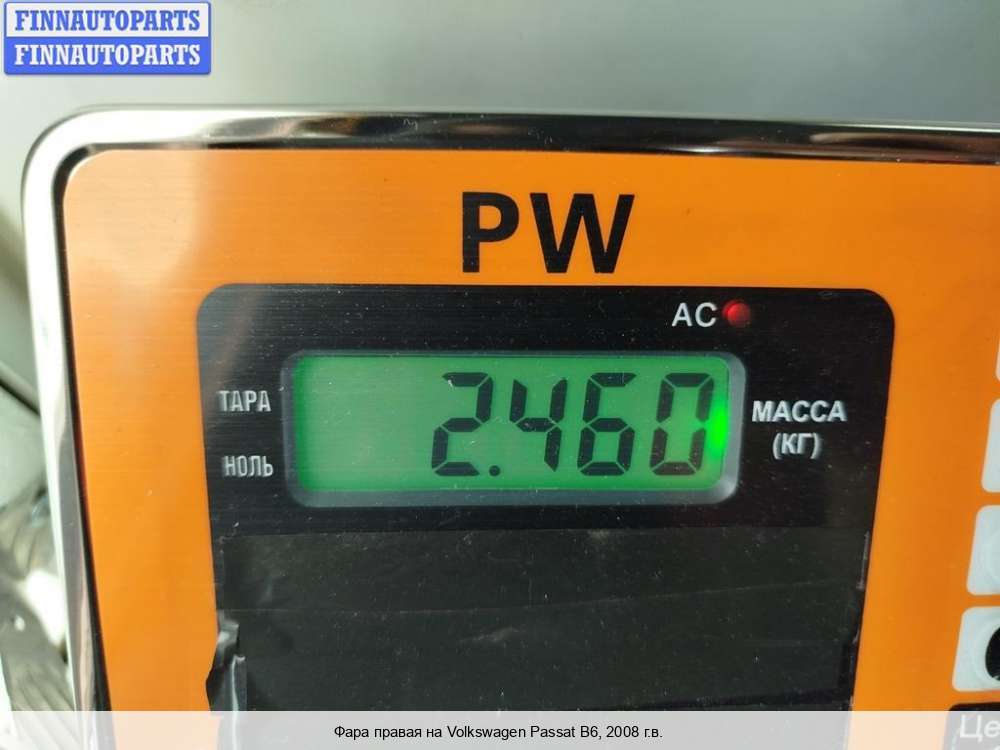 FINNAUTOPARTS
FINNAUTOPARTS
PW
AC
ТАРА
НОЛЬ
2.460
МАССА
(КГ)
Фара правая на Volkswagen Passat B6, 2008 г.в.